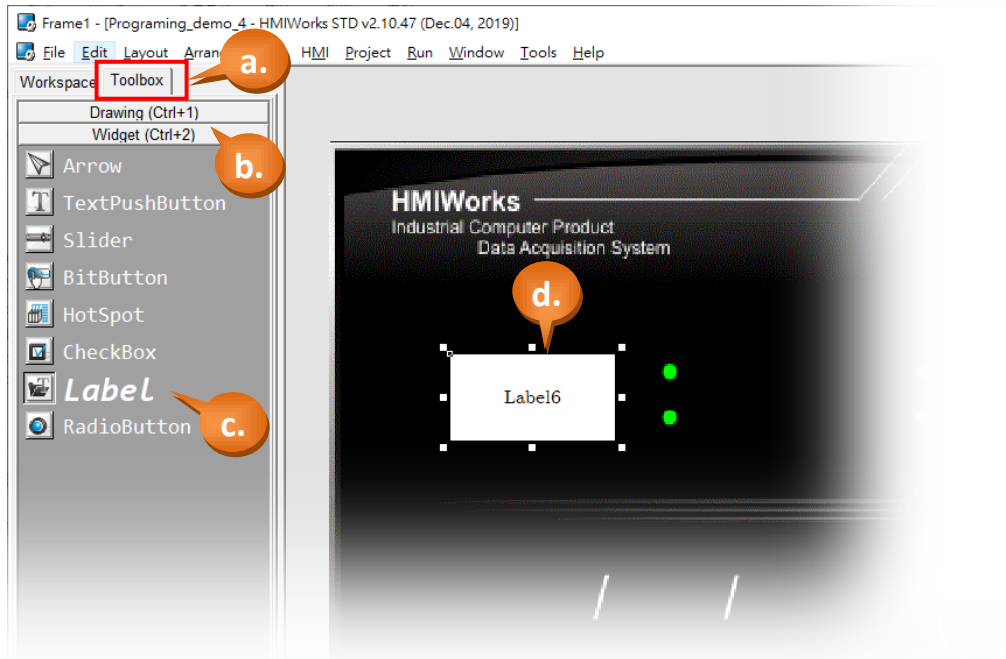 Frame1 - [Programing_demo_4 - HMIWorks STD v2.10.47 (Dec.04, 2019)]
File Edit Layout Arran HMI Project Run Window Tools Help
a.
Workspace Toolbox
Drawing (Ctrl+1)
Widget (Ctrl+2)
b.
Arrow
TextPushButton
Slider
BitButton
HotSpot
CheckBox
Label
RadioButton
c.
HMIWorks
Industrial Computer Product
Data Acquisition System
d.
Label6